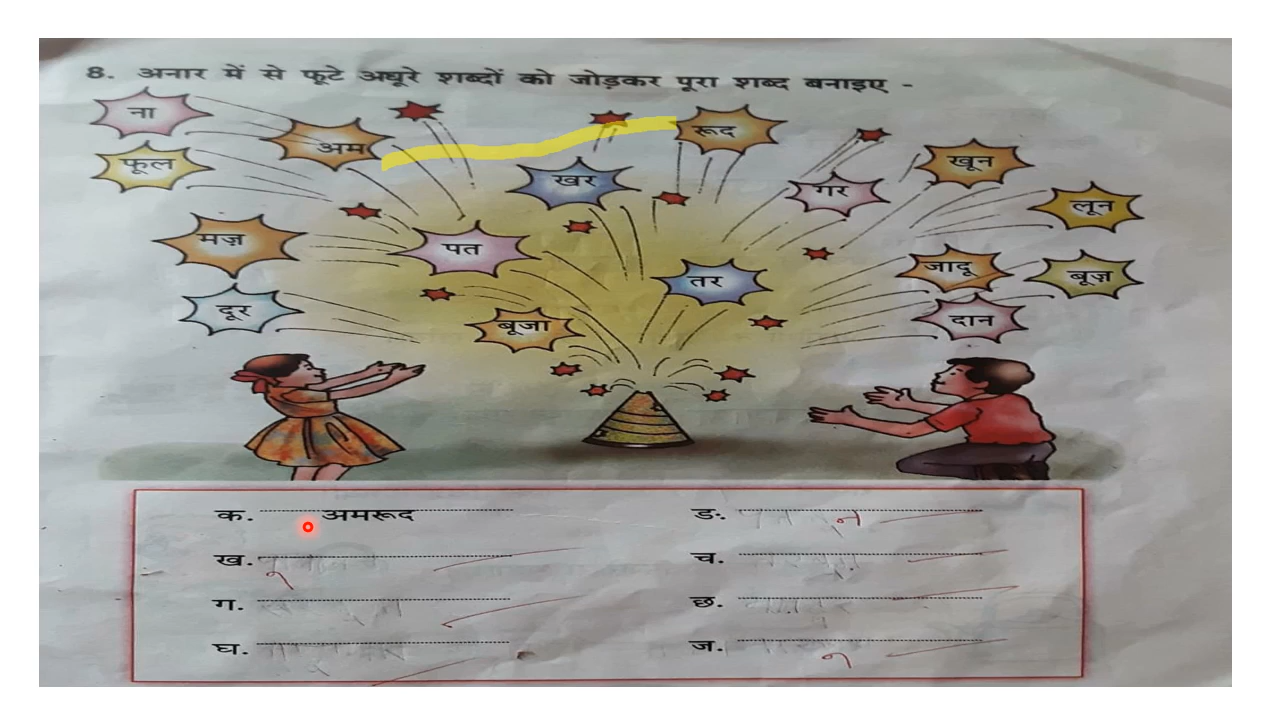 8. अनार में से फूटे अधूरे शब्दों को जोड़कर पूरा शब्द बनाइए -
ना
अम
रूद
फूल
खर
गर
खून
लून
मज़
पत
तर
जादू
बूज़
दूर
बूजा
दान
क. अमरूद
ख.
ग.
घ.
ङ.
च.
छ.
ज.